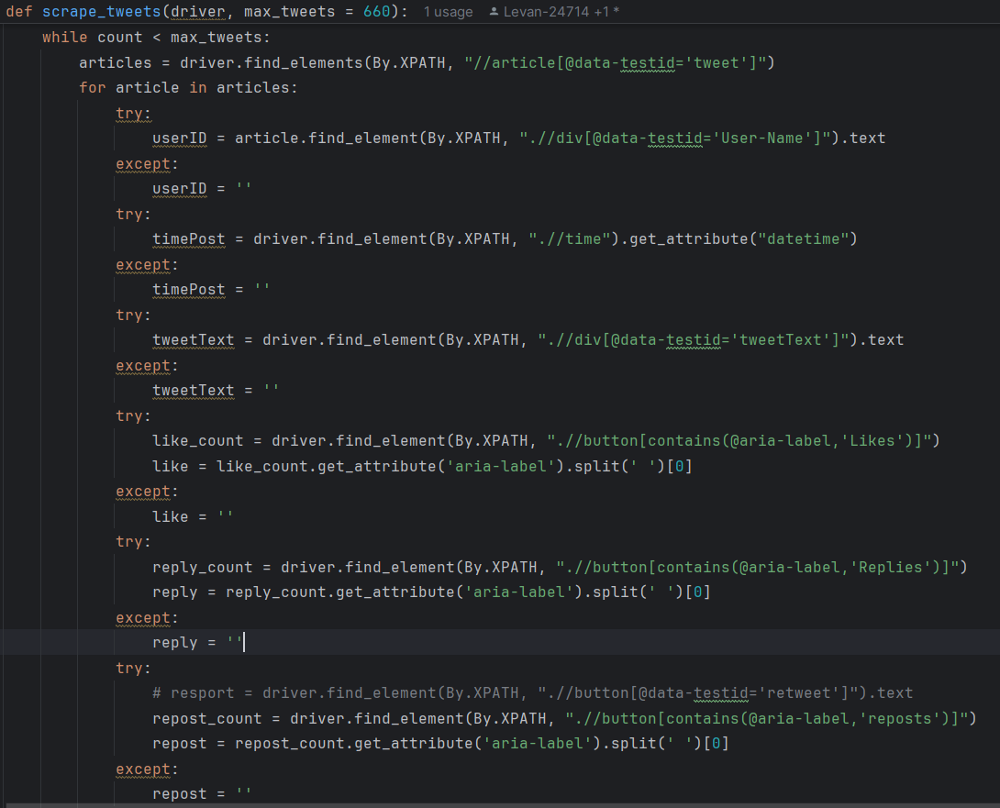 def scrape_tweets(driver, max_tweets = 660): 1 usage Levan-24714 +1 *
while count < max_tweets:
articles = driver.find_elements(By.XPATH, "//article[@data-testid='tweet']")
for article in articles:
try:
userID = article.find_element(By.XPATH, ".//div[@data-testid='User-Name']").text
except:
userID = ''
try:
timePost = driver.find_element(By.XPATH, ".//time").get_attribute("datetime")
except:
timePost = ''
try:
tweetText = driver.find_element(By.XPATH, ".//div[@data-testid='tweetText']").text
except:
tweetText = ''
try:
like_count = driver.find_element(By.XPATH, ".//button[contains(@aria-label,'Likes')]")
like = like_count.get_attribute('aria-label').split(' ')[0]
except:
like = ''
try:
reply_count = driver.find_element(By.XPATH, ".//button[contains(@aria-label,'Replies')]")
reply = reply_count.get_attribute('aria-label').split(' ')[0]
except:
reply = ''
try:
# resport = driver.find_element(By.XPATH, ".//button[@data-testid='retweet']").text
repost_count = driver.find_element(By.XPATH, ".//button[contains(@aria-label,'reposts')]")
repost = repost_count.get_attribute('aria-label').split(' ')[0]
except:
repost = ''